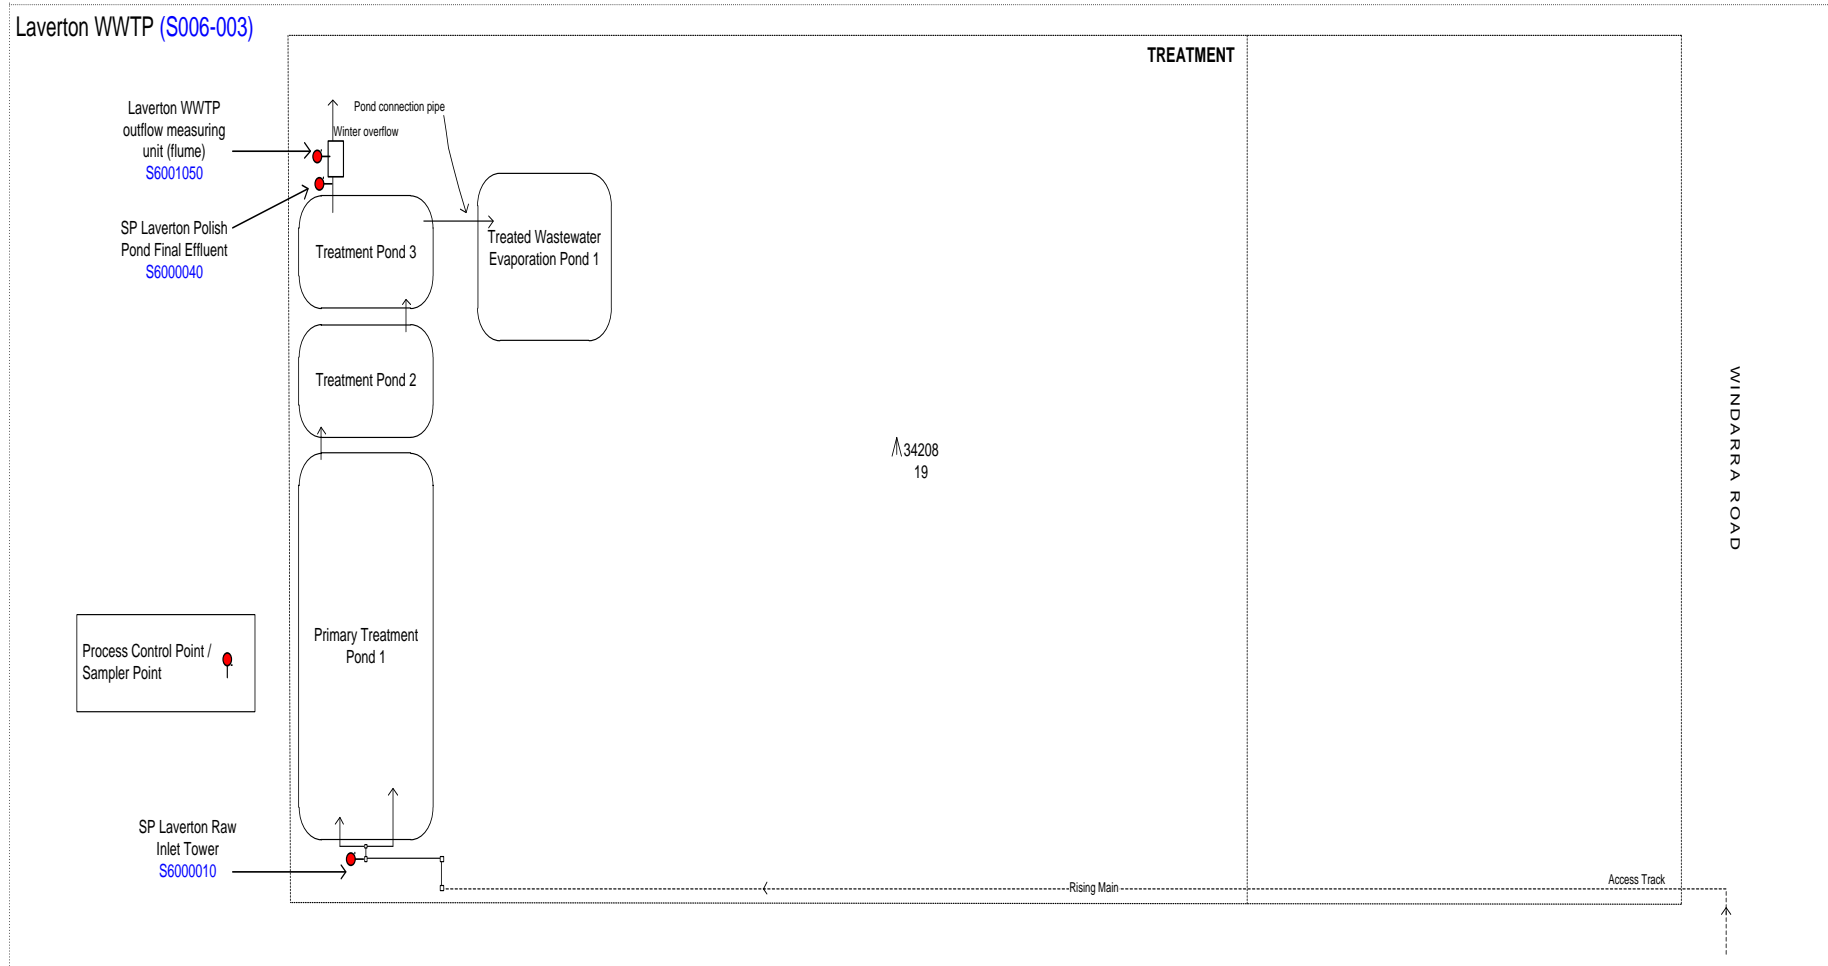 Laverton WWTP (S006-003)
TREATMENT
Laverton WWTP
outflow measuring
unit (flume)
S6001050
Pond connection pipe
Winter overflow
SP Laverton Polish
Pond Final Effluent
S6000040
Treatment Pond 3
Treated Wastewater
Evaporation Pond 1
Treatment Pond 2
34208
19
WINDARRA ROAD
Process Control Point /
Sampler Point
Primary Treatment
Pond 1
SP Laverton Raw
Inlet Tower
S6000010
Rising Main
Access Track